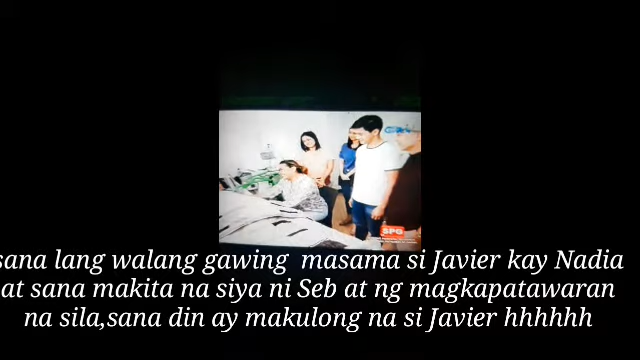 SPG
sana lang walang gawing masama si Javier kay Nadia
at sana makita na siya ni Seb at ng magkapatawaran
na sila,sana din ay makulong na si Javier hhhhhh